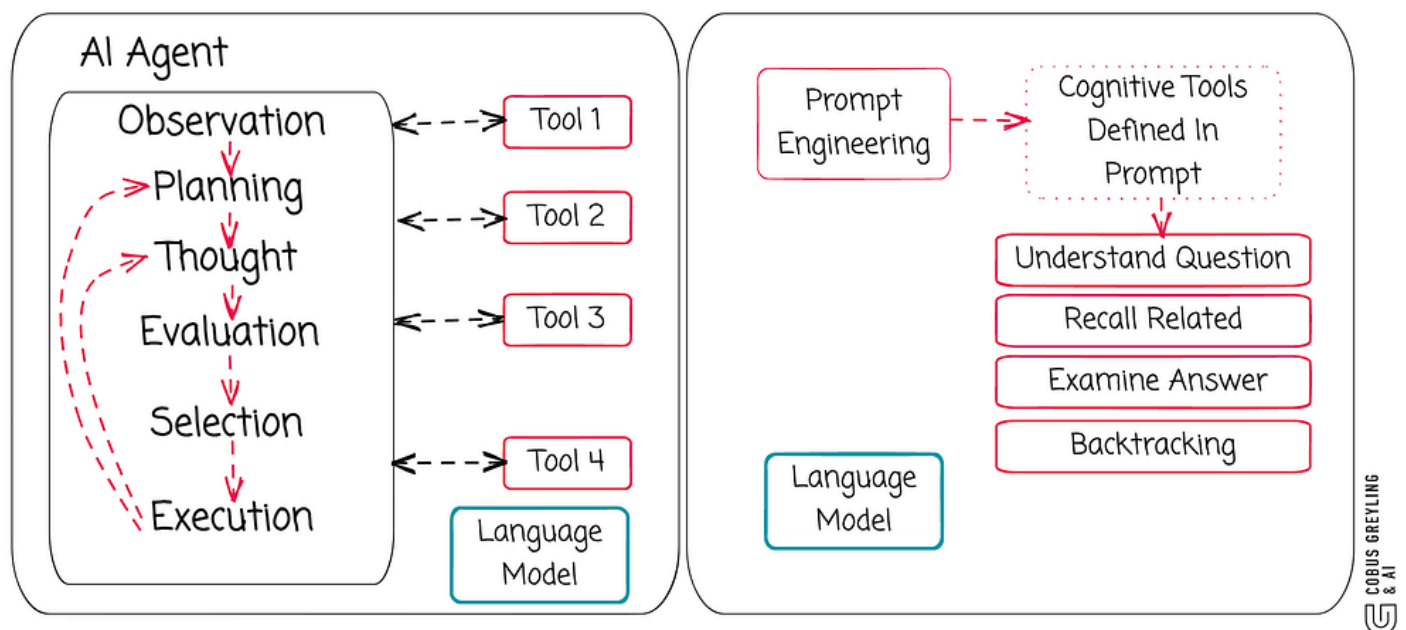 AI Agent
Observation
Planning
Thought
Evaluation
Selection
Execution
Tool 1
Tool 2
Tool 3
Tool 4
Language
Model
Prompt
Engineering
Cognitive Tools
Defined In
Prompt
Understand Question
Recall Related
Examine Answer
Backtracking
Language
Model
COBUS GREYLING
& AI